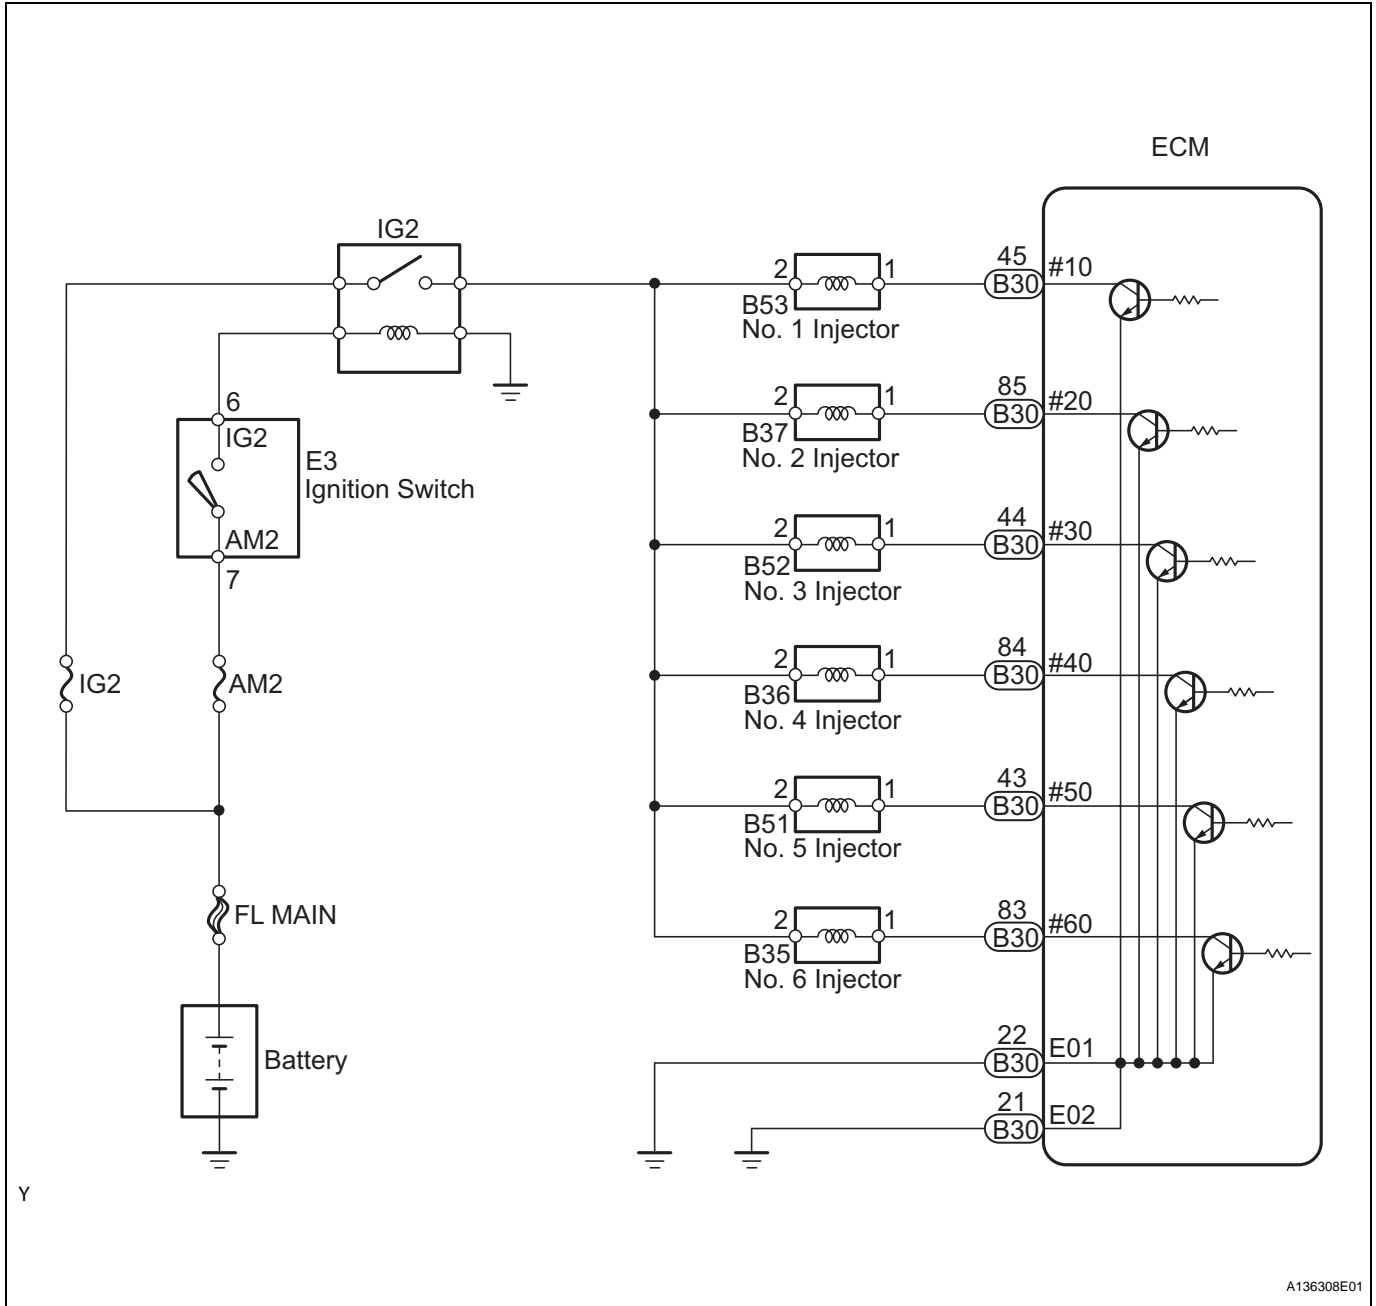 ECM
IG2
2 1 45 #10
B53 B30
No. 1 Injector
2 1 85 #20
B37 B30
No. 2 Injector
6
IG2
E3
Ignition Switch
AM2
7
2 1 44 #30
B52 B30
No. 3 Injector
2 1 84 #40
B36 B30
No. 4 Injector
IG2 AM2
2 1 43 #50
B51 B30
No. 5 Injector
FL MAIN
2 1 83 #60
B35 B30
No. 6 Injector
Battery
22 E01
B30
21 E02
B30
Y
A136308E01